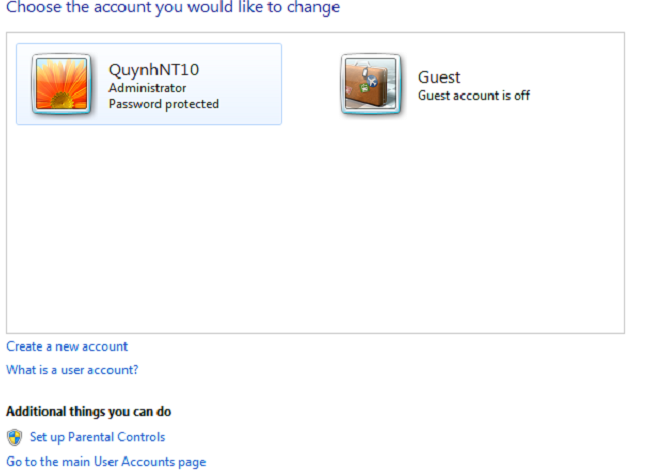 Choose the account you would like to change
QuynhNT10
Administrator
Password protected
Guest
Guest account is off
Create a new account
What is a user account?
Additional things you can do
Set up Parental Controls
Go to the main User Accounts page